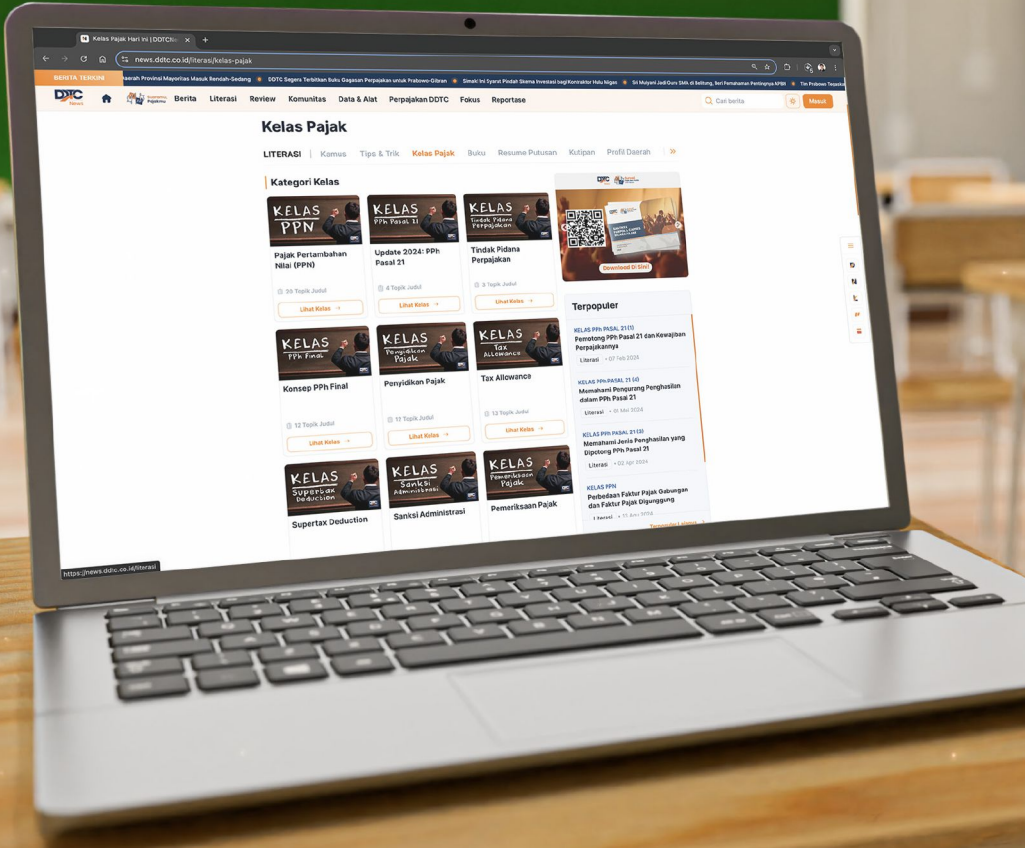 Kelas Pajak Hari Ini | DDTCNe
news.ddtc.co.id/literasi/kelas-pajak
BERITA TERKINI
Daerah Provinsi Mayoritas Masuk Rendah-Sedang
DDTC Segera Terbitkan Buku Gagasan Perpajakan untuk Prabowo-Gibran
Simak! Ini Syarat Pindah Skema Investasi bagi Kontraktor Hulu Migas
Sri Mulyani Jadi Guru SMA di Belitung, Beri Pemahaman Pentingnya APBN
Tim Prabowo
DDTC
News
Berita Literasi Review Komunitas Data & Alat Perpajakan DDTC Fokus Reportase
Cari berita
Masuk
Kelas Pajak
LITERASI | Kamus Tips & Trik Kelas Pajak Buku Resume Putusan Kutipan Profil Daerah »
Kategori Kelas
KELAS
PPN
Pajak Pertambahan
Nilai (PPN)
Topik Judul
Lihat Kelas →
KELAS
PPh Pasal 21
Update 2024: PPh
Pasal 21
4 Topik Judul
Lihat Kelas →
KELAS
Tindak Pidana
Perpajakan
Tindak Pidana
Perpajakan
3 Topik Judul
Lihat Kelas →
KELAS
PPh Final
Konsep PPh Final
12 Topik Judul
Lihat Kelas →
KELAS
Penyidikan
Pajak
Penyidikan Pajak
Topik Judul
Lihat Kelas →
KELAS
Tax
Allowance
Tax Allowance
Topik Judul
Lihat Kelas →
KELAS
Supertax
Deduction
Supertax Deduction
KELAS
Sanksi
Administrasi
Sanksi Administrasi
KELAS
Pemeriksaan
Pajak
Pemeriksaan Pajak
DDTC
Download Di Sini!
Terpopuler
KELAS PPh PASAL 21 (1)
Pemotong PPh Pasal 21 dan Kewajiban
Perpajakannya
Literasi • 07 Feb 2024
KELAS PPh PASAL 21 (4)
Memahami Pengurang Penghasilan
dalam PPh Pasal 21
Literasi • 01 Mei 2024
KELAS PPh PASAL 21 (3)
Memahami Jenis Penghasilan yang
Dipotong PPh Pasal 21
Literasi • 02 Apr 2024
KELAS PPN
Perbedaan Faktur Pajak Gabungan
dan Faktur Pajak Digunggung
Literasi
Terpopuler Lainnya
https://news.ddtc.co.id/literasi